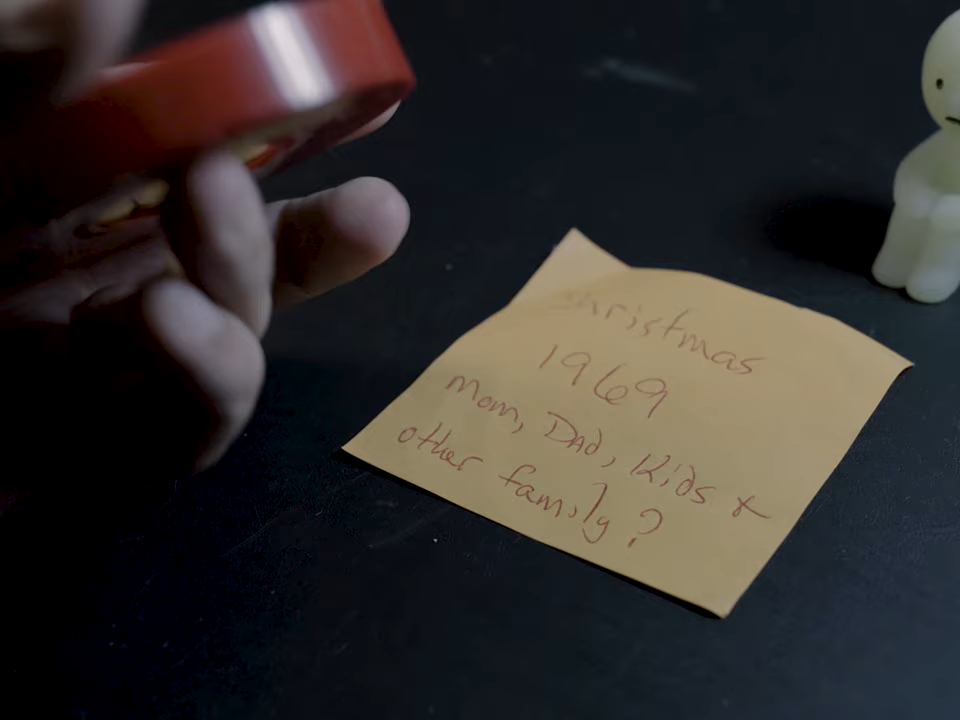 Christmas
1969
Mom, Dad, Kids +
other family?